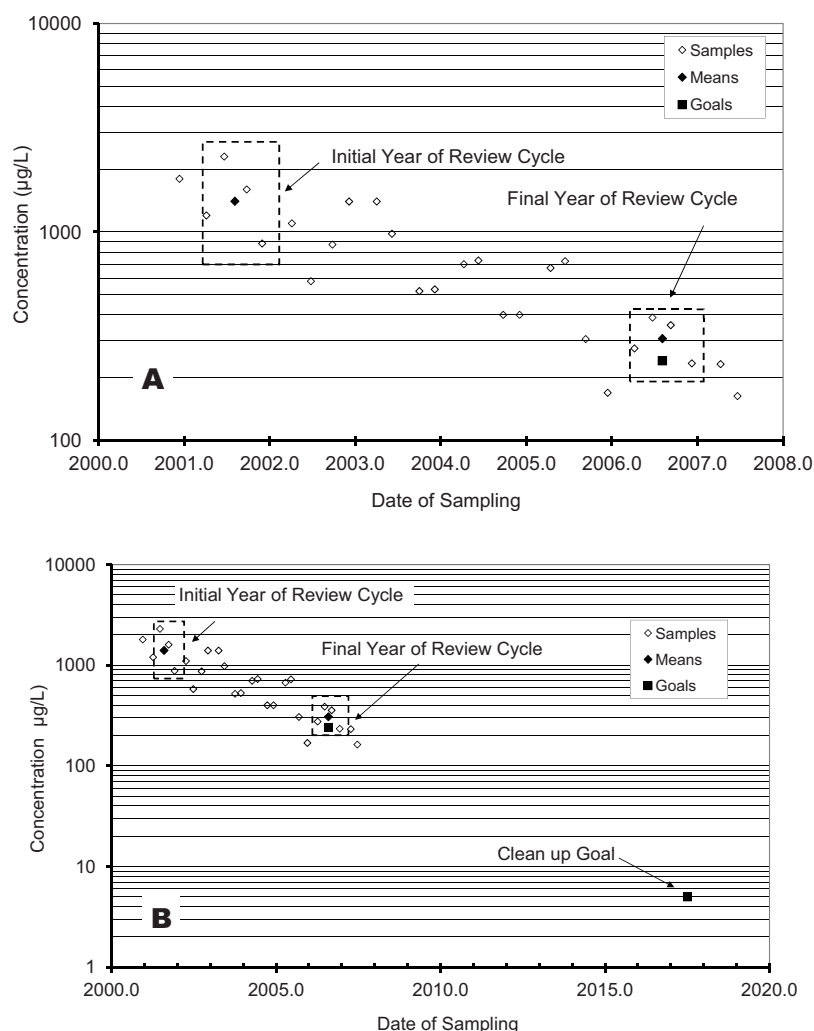 10000
Samples
Means
Goals
Initial Year of Review Cycle
Final Year of Review Cycle
Concentration (µg/L)
1000
A
100
2000.0 2001.0 2002.0 2003.0 2004.0 2005.0 2006.0 2007.0 2008.0
Date of Sampling
10000
Initial Year of Review Cycle
Samples
Means
Goals
Final Year of Review Cycle
1000
Concentration µg/L
100
Clean up Goal
10
B
1
2000.0 2005.0 2010.0 2015.0 2020.0
Date of Sampling